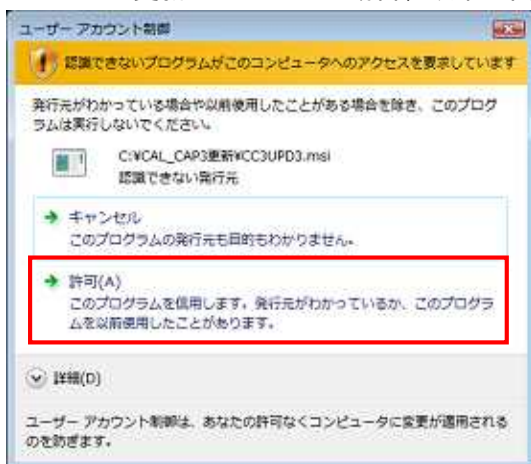 ユーザー アカウント制御
認識できないプログラムがこのコンピュータへのアクセスを要求しています
発行元がわかっている場合や以前使用したことがある場合を除き、このプログ
ラムは実行しないでください。
C:¥CAL_CAP3更新¥CC3UPD3.msi
認識できない発行元
キャンセル
このプログラムの発行元も目的もわかりません。
許可(A)
このプログラムを信用します。発行元がわかっているか、このプログラ
ムを以前使用したことがあります。
詳細(D)
ユーザー アカウント制御は、あなたの許可なくコンピュータに変更が適用される
のを防ぎます。